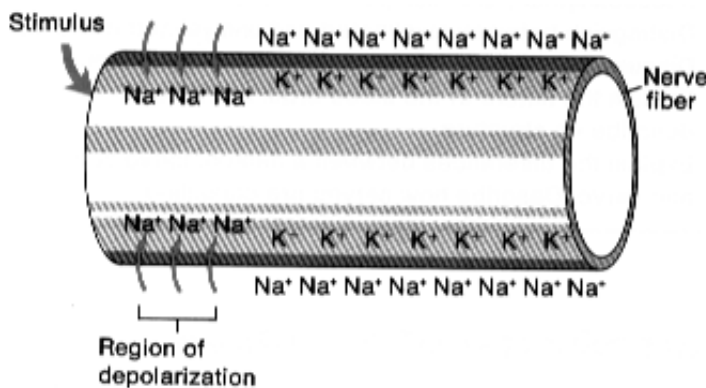 Stimulus
Na⁺ Na⁺ Na⁺ Na⁺ Na⁺ Na⁺ Na⁺ Na⁺
K⁺ K⁺ K⁺ K⁺ K⁺ K⁺ K⁺
Na⁺ Na⁺ Na⁺
Nerve
fiber
Na⁺ Na⁺ Na⁺
K⁺ K⁺ K⁺ K⁺ K⁺ K⁺ K⁺
Na⁺ Na⁺ Na⁺ Na⁺ Na⁺ Na⁺ Na⁺ Na⁺
Region of
depolarization